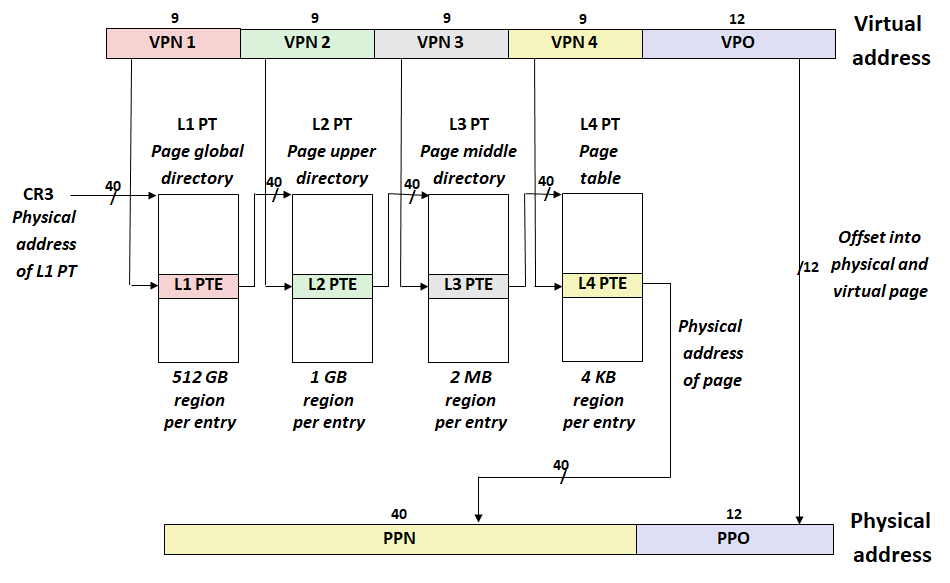 9 9 9 9 12
VPN 1 VPN 2 VPN 3 VPN 4 VPO
Virtual
address
L1 PT
Page global
directory
L2 PT
Page upper
directory
L3 PT
Page middle
directory
L4 PT
Page
table
CR3
40
40
40
40
Physical
address
of L1 PT
L1 PTE
L2 PTE
L3 PTE
L4 PTE
/12
Offset into
physical and
virtual page
Physical
address
of page
512 GB
region
per entry
1 GB
region
per entry
2 MB
region
per entry
4 KB
region
per entry
40
40 12
PPN PPO
Physical
address